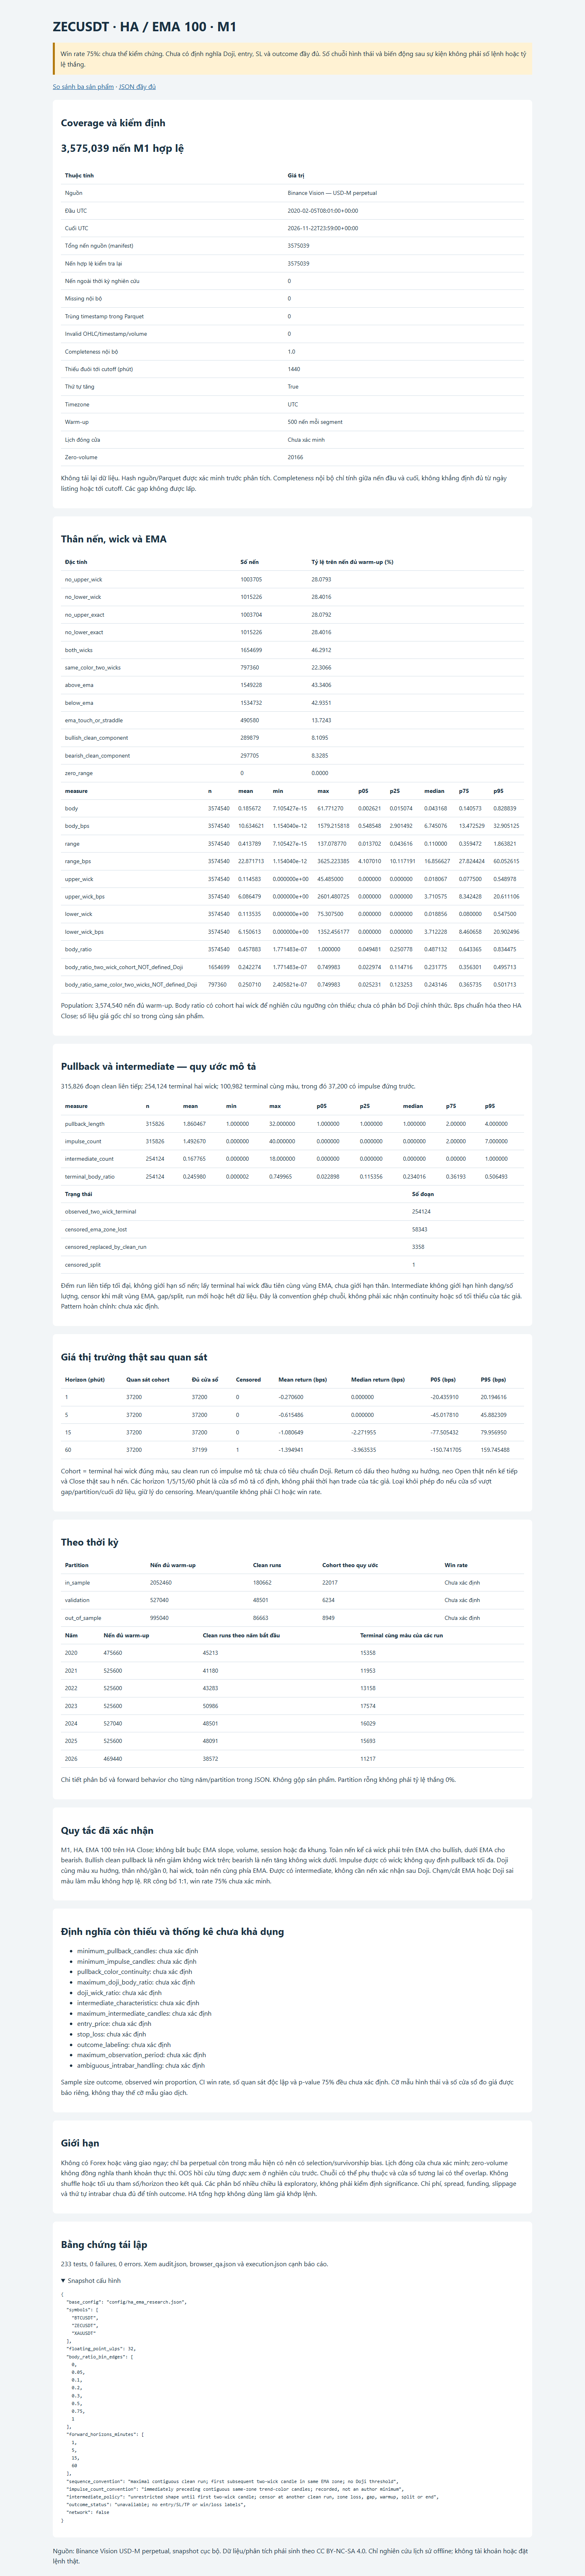 ZECUSDT · HA / EMA 100 · M1
Win rate 75%: chưa thể kiểm chứng. Chưa có định nghĩa Doji, entry, SL và outcome đầy đủ. Số chuỗi hình thái và biến động sau sự kiện không phải số lệnh hoặc tỷ
lệ thắng.
So sánh ba sản phẩm · JSON đầy đủ
Coverage và kiểm định
3,575,039 nến M1 hợp lệ
Thuộc tính Giá trị
Nguồn Binance Vision — USD-M perpetual
Đầu UTC 2020-02-05T08:01:00+00:00
Cuối UTC 2026-11-22T23:59:00+00:00
Tổng nến nguồn (manifest) 3575039
Nến hợp lệ kiểm tra lại 3575039
Nến ngoài thời kỳ nghiên cứu 0
Missing nội bộ 0
Trùng timestamp trong Parquet 0
Invalid OHLC/timestamp/volume 0
Completeness nội bộ 1.0
Thiếu đuôi tới cutoff (phút) 1440
Thứ tự tăng True
Timezone UTC
Warm-up 500 nến mỗi segment
Lịch đóng cửa Chưa xác minh
Zero-volume 20166
Không tải lại dữ liệu. Hash nguồn/Parquet được xác minh trước phân tích. Completeness nội bộ chỉ tính giữa nến đầu và cuối, không khẳng định đủ từ ngày
listing hoặc tới cutoff. Các gap không được lấp.
Thân nến, wick và EMA
Đặc tính Số nến Tỷ lệ trên nến đủ warm-up (%)
no_upper_wick 1003705 28.0793
no_lower_wick 1015226 28.4016
no_upper_exact 1003704 28.0792
no_lower_exact 1015226 28.4016
both_wicks 1654699 46.2912
same_color_two_wicks 797360 22.3066
above_ema 1549228 43.3406
below_ema 1534732 42.9351
ema_touch_or_straddle 490580 13.7243
bullish_clean_component 289879 8.1095
bearish_clean_component 297705 8.3285
zero_range 0 0.0000
measure n mean min max p05 p25 median p75 p95
body 3574540 0.185672 7.105427e-15 61.771270 0.002621 0.015074 0.043168 0.140573 0.828839
body_bps 3574540 10.634621 1.154040e-12 1579.215818 0.548548 2.901492 6.745076 13.472529 32.905125
range 3574540 0.413789 7.105427e-15 137.078770 0.013702 0.043616 0.110000 0.359472 1.863821
range_bps 3574540 22.871713 1.154040e-12 3625.223385 4.107010 10.117191 16.856627 27.824424 60.052615
upper_wick 3574540 0.114583 0.000000e+00 45.485000 0.000000 0.000000 0.018067 0.077500 0.548978
upper_wick_bps 3574540 6.086479 0.000000e+00 2601.480725 0.000000 0.000000 3.710575 8.342428 20.611106
lower_wick 3574540 0.113535 0.000000e+00 75.307500 0.000000 0.000000 0.018856 0.080000 0.547500
lower_wick_bps 3574540 6.150613 0.000000e+00 1352.456177 0.000000 0.000000 3.712228 8.460658 20.902496
body_ratio 3574540 0.457883 1.771483e-07 1.000000 0.049481 0.250778 0.487132 0.643365 0.834475
body_ratio_two_wick_cohort_NOT_defined_Doji 1654699 0.242274 1.771483e-07 0.749983 0.022974 0.114716 0.231775 0.356301 0.495713
body_ratio_same_color_two_wicks_NOT_defined_Doji 797360 0.250710 2.405821e-07 0.749983 0.025231 0.123253 0.243146 0.365735 0.501713
Population: 3,574,540 nến đủ warm-up. Body ratio có cohort hai wick để nghiên cứu ngưỡng còn thiếu; chưa có phân bố Doji chính thức. Bps chuẩn hóa theo HA
Close; số liệu giá gốc chỉ so trong cùng sản phẩm.
Pullback và intermediate — quy ước mô tả
315,826 đoạn clean liên tiếp; 254,124 terminal hai wick; 100,982 terminal cùng màu, trong đó 37,200 có impulse đứng trước.
measure n mean min max p05 p25 median p75 p95
pullback_length 315826 1.860467 1.000000 32.000000 1.000000 1.000000 1.000000 2.00000 4.000000
impulse_count 315826 1.492670 0.000000 40.000000 0.000000 0.000000 0.000000 2.00000 7.000000
intermediate_count 254124 0.167765 0.000000 18.000000 0.000000 0.000000 0.000000 0.00000 1.000000
terminal_body_ratio 254124 0.245980 0.000002 0.749965 0.022898 0.115356 0.234016 0.36193 0.506493
Trạng thái Số đoạn
observed_two_wick_terminal 254124
censored_ema_zone_lost 58343
censored_replaced_by_clean_run 3358
censored_split 1
Đếm run liên tiếp tối đại, không giới hạn số nến; lấy terminal hai wick đầu tiên cùng vùng EMA, chưa giới hạn thân. Intermediate không giới hạn hình dạng/số
lượng, censor khi mất vùng EMA, gap/split, run mới hoặc hết dữ liệu. Đây là convention ghép chuỗi, không phải xác nhận continuity hoặc số tối thiểu của tác giả.
Pattern hoàn chỉnh: chưa xác định.
Giá thị trường thật sau quan sát
Horizon (phút) Quan sát cohort Đủ cửa sổ Censored Mean return (bps) Median return (bps) P05 (bps) P95 (bps)
1 37200 37200 0 -0.270600 0.000000 -20.435910 20.194616
5 37200 37200 0 -0.615486 0.000000 -45.017810 45.882309
15 37200 37200 0 -1.080649 -2.271955 -77.505432 79.956950
60 37200 37199 1 -1.394941 -3.963535 -150.741705 159.745488
Cohort = terminal hai wick đúng màu, sau clean run có impulse mô tả; chưa có tiêu chuẩn Doji. Return có dấu theo hướng xu hướng, neo Open thật nến kế tiếp
và Close thật sau h nến. Các horizon 1/5/15/60 phút là cửa sổ mô tả cố định, không phải thời hạn trade của tác giả. Loại khỏi phép đo nếu cửa sổ vượt
gap/partition/cuối dữ liệu, giữ lý do censoring. Mean/quantile không phải CI hoặc win rate.
Theo thời kỳ
Partition Nến đủ warm-up Clean runs Cohort theo quy ước Win rate
in_sample 2052460 180662 22017 Chưa xác định
validation 527040 48501 6234 Chưa xác định
out_of_sample 995040 86663 8949 Chưa xác định
Năm Nến đủ warm-up Clean runs theo năm bắt đầu Terminal cùng màu của các run
2020 475660 45213 15358
2021 525600 41180 11953
2022 525600 43283 13158
2023 525600 50986 17574
2024 527040 48501 16029
2025 525600 48091 15693
2026 469440 38572 11217
Chi tiết phân bố và forward behavior cho từng năm/partition trong JSON. Không gộp sản phẩm. Partition rỗng không phải tỷ lệ thắng 0%.
Quy tắc đã xác nhận
M1, HA, EMA 100 trên HA Close; không bắt buộc EMA slope, volume, session hoặc đa khung. Toàn nến kể cả wick phải trên EMA cho bullish, dưới EMA cho
bearish. Bullish clean pullback là nến giảm không wick trên; bearish là nến tăng không wick dưới. Impulse được có wick; không quy định pullback tối đa. Doji
cùng màu xu hướng, thân nhỏ/gần 0, hai wick, toàn nến cùng phía EMA. Được có intermediate, không cần nến xác nhận sau Doji. Chạm/cắt EMA hoặc Doji sai
màu làm mẫu không hợp lệ. RR công bố 1:1, win rate 75% chưa xác minh.
Định nghĩa còn thiếu và thống kê chưa khả dụng
• minimum_pullback_candles: chưa xác định
• minimum_impulse_candles: chưa xác định
• pullback_color_continuity: chưa xác định
• maximum_doji_body_ratio: chưa xác định
• doji_wick_ratio: chưa xác định
• intermediate_characteristics: chưa xác định
• maximum_intermediate_candles: chưa xác định
• entry_price: chưa xác định
• stop_loss: chưa xác định
• outcome_labeling: chưa xác định
• maximum_observation_period: chưa xác định
• ambiguous_intrabar_handling: chưa xác định
Sample size outcome, observed win proportion, CI win rate, số quan sát độc lập và p-value 75% đều chưa xác định. Cỡ mẫu hình thái và số cửa sổ đo giá được
báo riêng, không thay thế cỡ mẫu giao dịch.
Giới hạn
Không có Forex hoặc vàng giao ngay; chỉ ba perpetual còn trong mẫu hiện có nên có selection/survivorship bias. Lịch đóng cửa chưa xác minh; zero-volume
không đồng nghĩa thanh khoản thực thi. OOS hồi cứu từng được xem ở nghiên cứu trước. Chuỗi có thể phụ thuộc và cửa sổ tương lai có thể overlap. Không
shuffle hoặc tối ưu tham số/horizon theo kết quả. Các phân bố nhiều chiều là exploratory, không phải kiểm định significance. Chi phí, spread, funding, slippage
và thứ tự intrabar chưa đủ để tính outcome. HA tổng hợp không dùng làm giá khớp lệnh.
Bằng chứng tái lập
233 tests, 0 failures, 0 errors. Xem audit.json, browser_qa.json và execution.json cạnh báo cáo.
▼ Snapshot cấu hình
{
"base_config": "config/ha_ema_research.json",
"symbols": [
"BTCUSDT",
"ZECUSDT",
"XAUUSDT"
],
"floating_point_ulps": 32,
"body_ratio_bin_edges": [
0,
0.05,
0.1,
0.2,
0.3,
0.5,
0.75,
1
],
"forward_horizons_minutes": [
1,
5,
15,
60
],
"sequence_convention": "maximal contiguous clean run; first subsequent two-wick candle in same EMA zone; no Doji threshold",
"impulse_count_convention": "immediately preceding contiguous same-zone trend-color candles; recorded, not an author minimum",
"intermediate_policy": "unrestricted shape until first two-wick candle; censor at another clean run, zone loss, gap, warmup, split or end",
"outcome_status": "unavailable; no entry/SL/TP or win/loss labels",
"network": false
}
Nguồn: Binance Vision USD-M perpetual, snapshot cục bộ. Dữ liệu/phân tích phái sinh theo CC BY-NC-SA 4.0. Chỉ nghiên cứu lịch sử offline; không tài khoản hoặc đặt
lệnh thật.